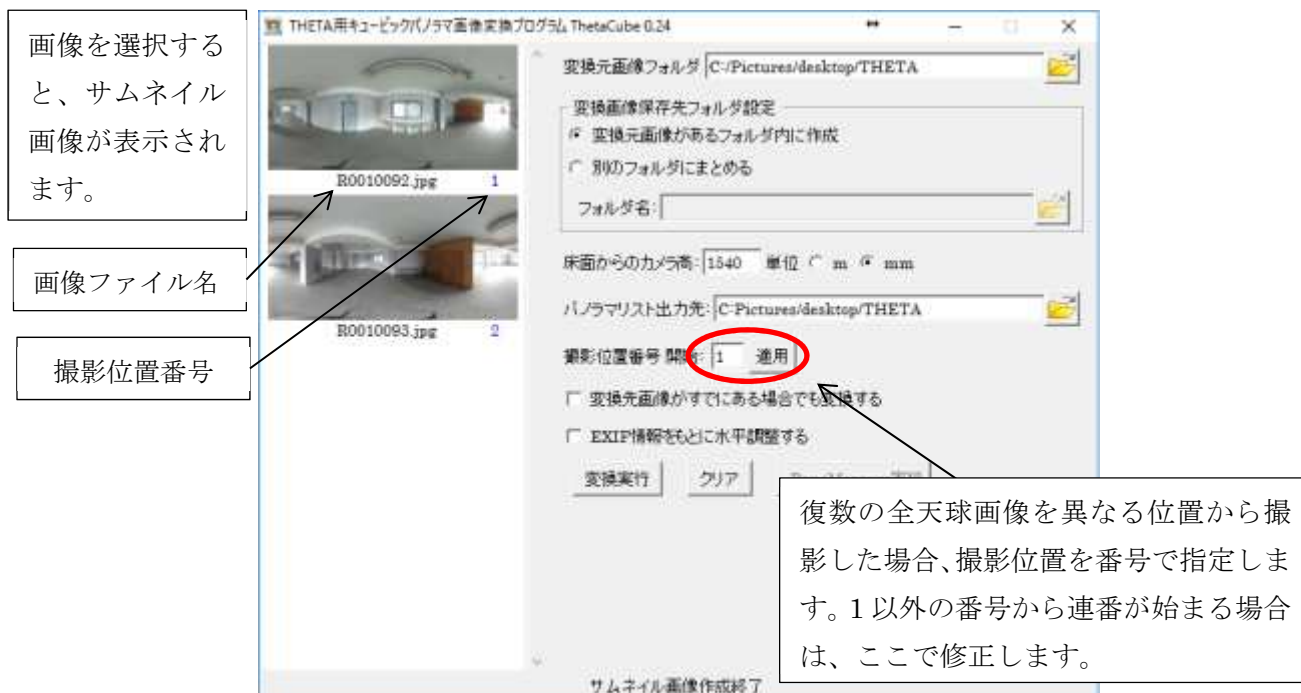 画像を選択する
と、サムネイル
画像が表示され
ます。
画像ファイル名
撮影位置番号
THETA用キュービックパノラマ画像変換プログラム ThetaCube 0.24
R0010092.jpg 1
R0010093.jpg 2
変換元画像フォルダ C:/Pictures/desktop/THETA
変換画像保存先フォルダ設定
変換元画像があるフォルダ内に作成
別のフォルダにまとめる
フォルダ名:
床面からのカメラ高: 1540 単位 m mm
パノラマリスト出力先: C:Pictures/desktop/THETA
撮影位置番号 開始: 1 適用
変換先画像がすでにある場合でも変換する
EXIF情報をもとに水平調整する
変換実行 クリア
復数の全天球画像を異なる位置から撮
影した場合、撮影位置を番号で指定しま
す。1以外の番号から連番が始まる場合
は、ここで修正します。
サムネイル画像作成終了